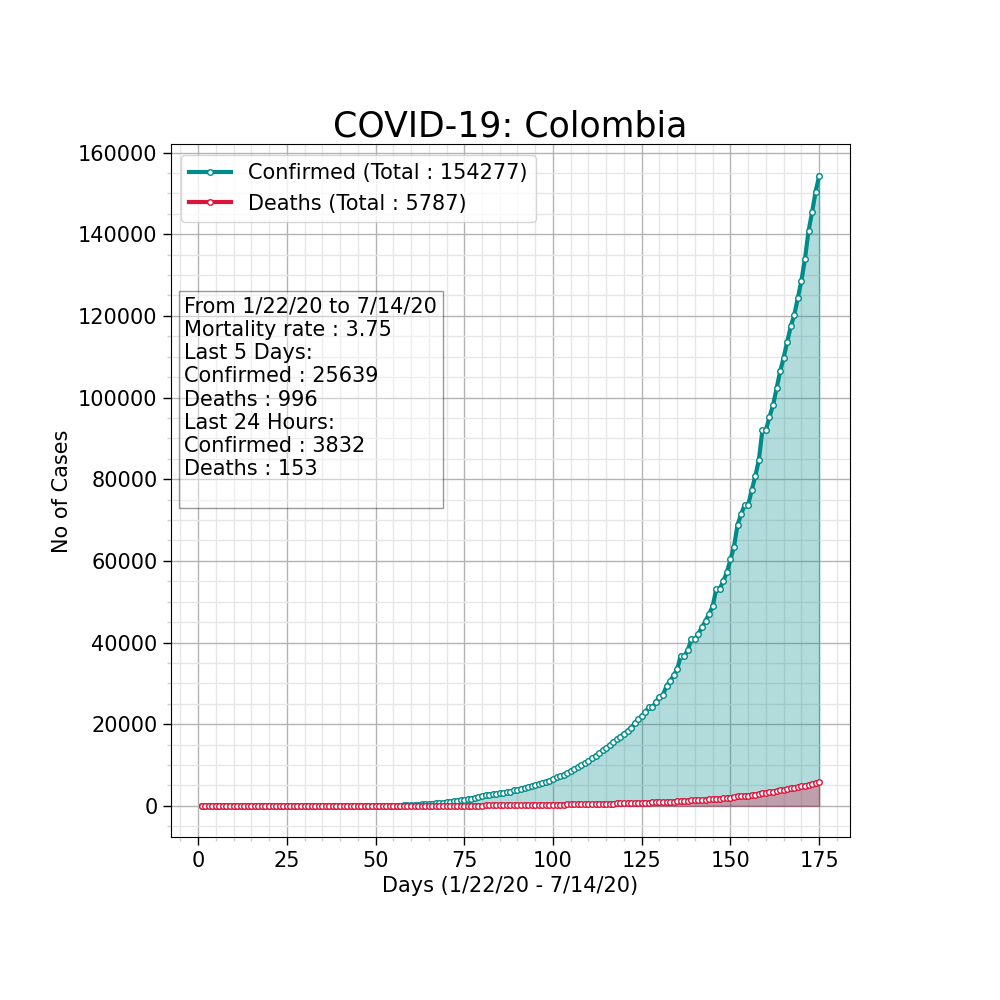 COVID-19: Colombia
160000
140000
120000
100000
80000
60000
40000
20000
0
No of Cases
Confirmed (Total : 154277)
Deaths (Total : 5787)
From 1/22/20 to 7/14/20
Mortality rate : 3.75
Last 5 Days:
Confirmed : 25639
Deaths : 996
Last 24 Hours:
Confirmed : 3832
Deaths : 153
0 25 50 75 100 125 150 175
Days (1/22/20 - 7/14/20)